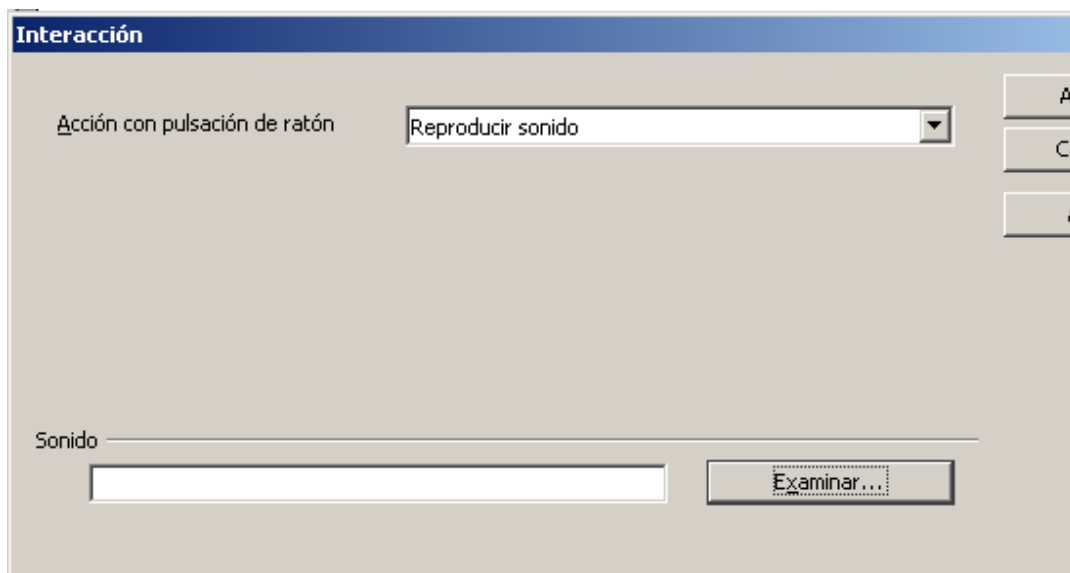 Interacción
Acción con pulsación de ratón
Reproducir sonido
Sonido
Examinar...